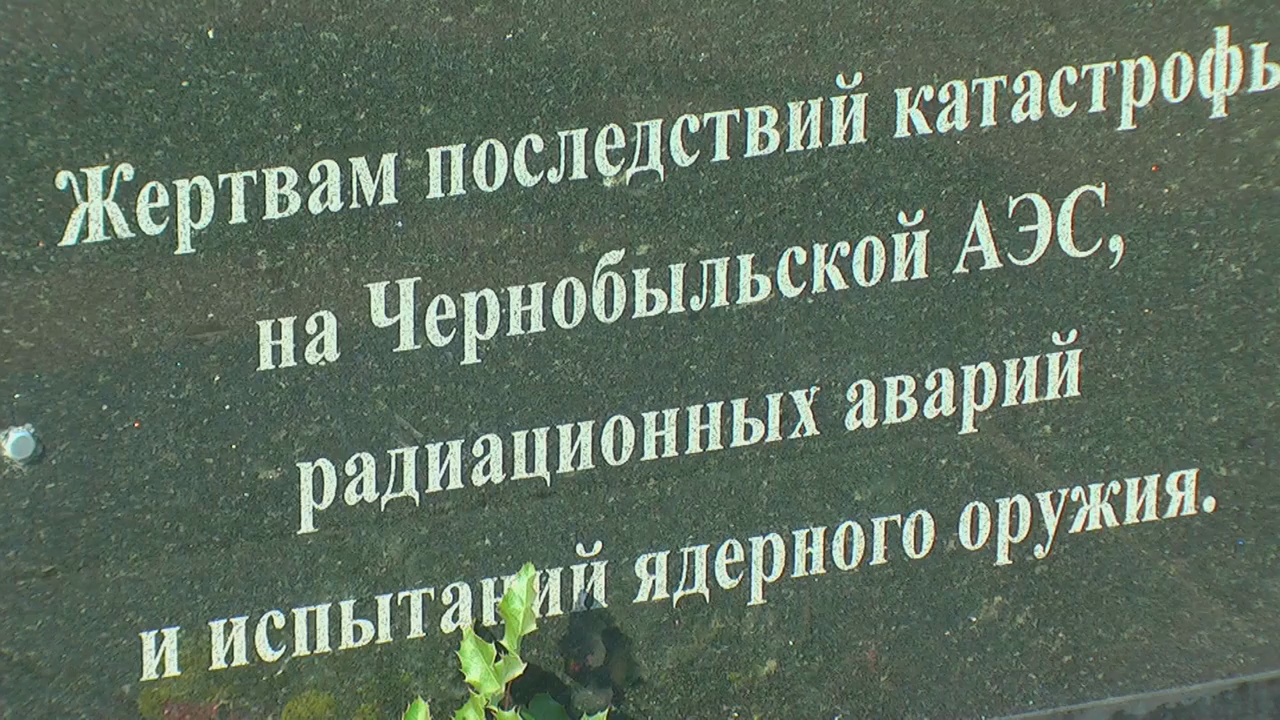 Жертвам последствий катастрофы
на Чернобыльской АЭС,
радиационных аварий
и испытаний ядерного оружия.